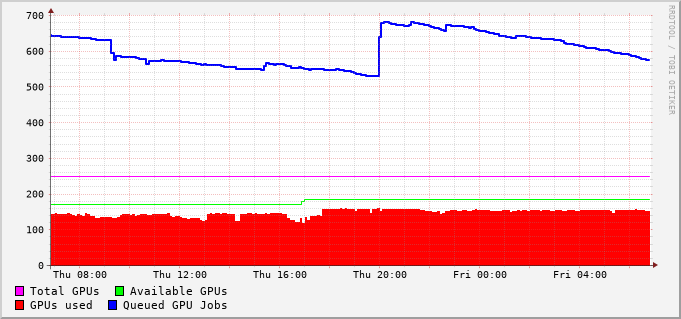 700
600
500
400
300
200
100
0
Thu 08:00 Thu 12:00 Thu 16:00 Thu 20:00 Fri 00:00 Fri 04:00
Total GPUs Available GPUs
GPUs used Queued GPU Jobs
RRDTOOL / TOBI OETIKER